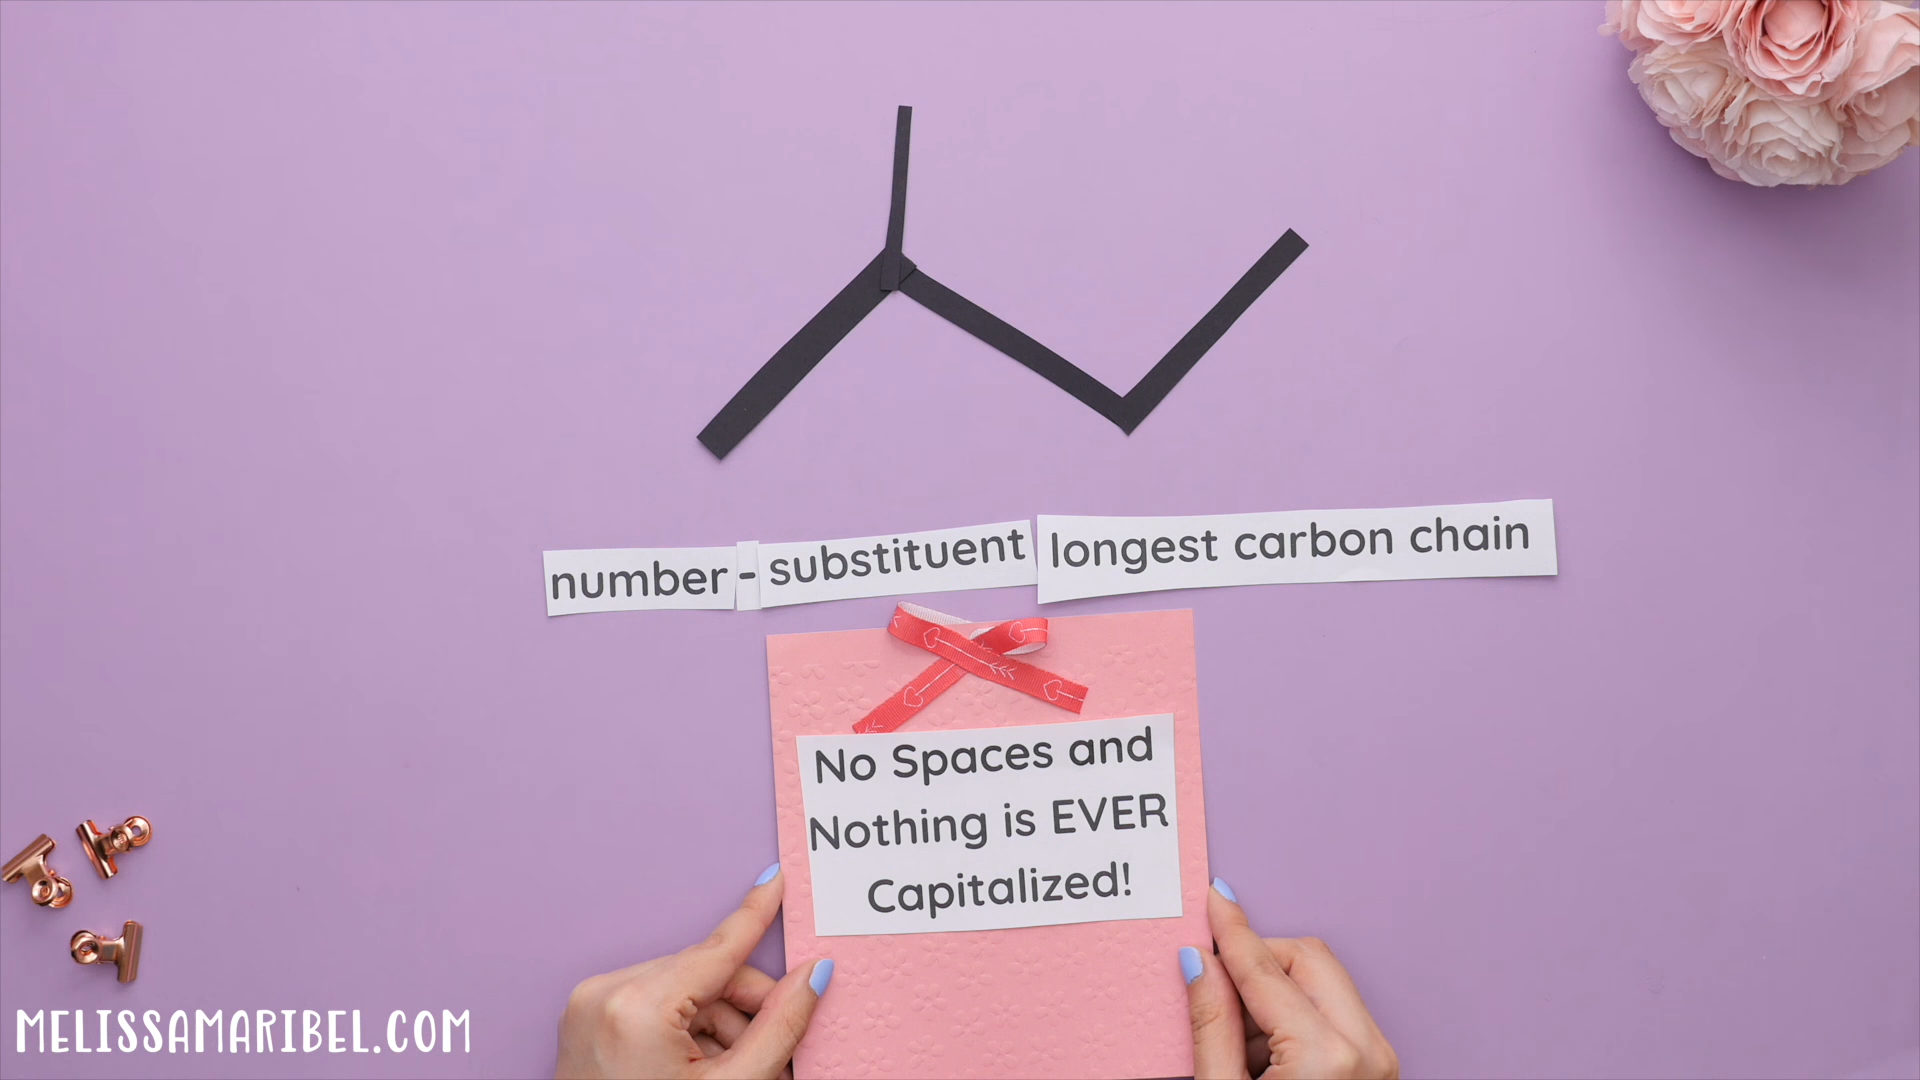 number - substituent longest carbon chain
No Spaces and
Nothing is EVER
Capitalized!
MELISSAMARIBEL.COM